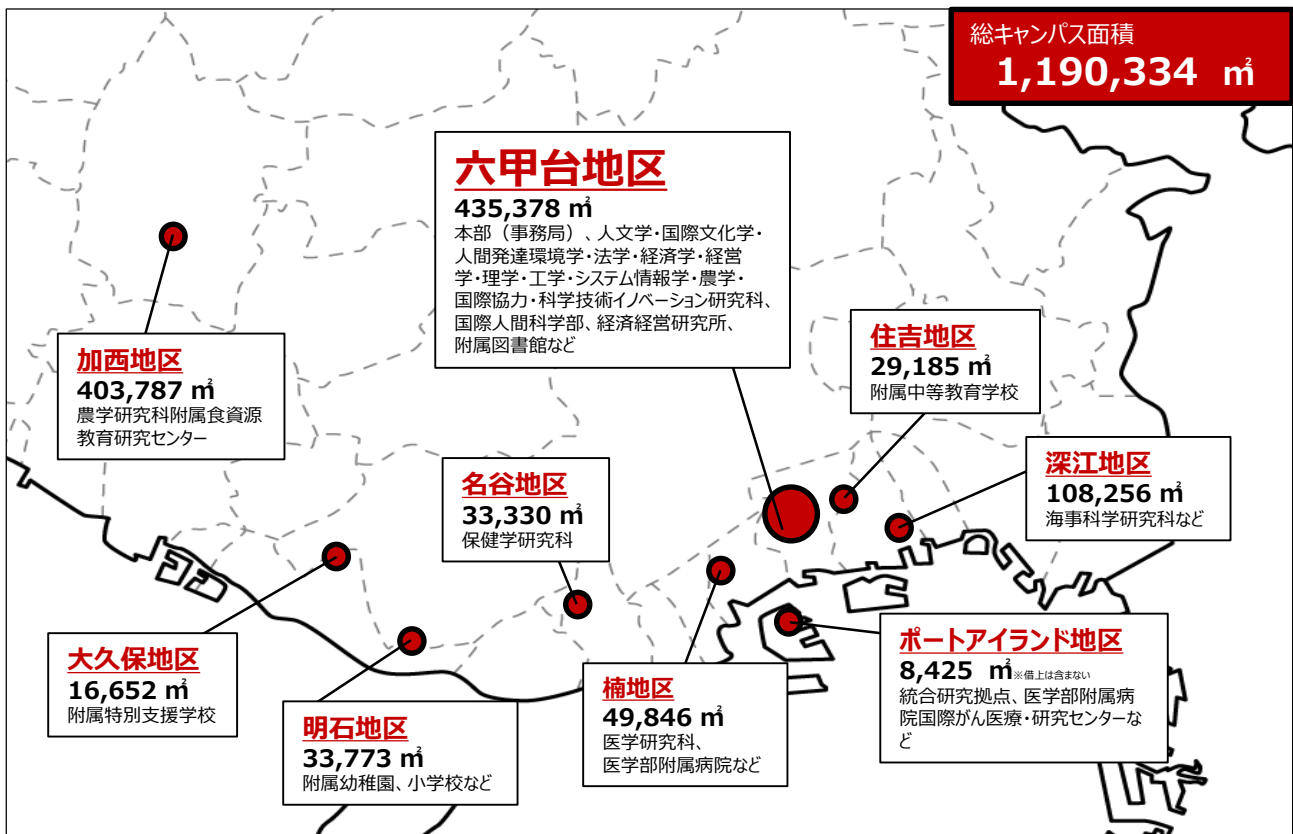 総キャンパス面積
1,190,334 ㎡
六甲台地区
435,378 ㎡
本部（事務局）、人文学・国際文化学・
人間発達環境学・法学・経済学・経営
学・理学・工学・システム情報学・農学・
国際協力・科学技術イノベーション研究科、
国際人間科学部、経済経営研究所、
附属図書館など
加西地区
403,787 ㎡
農学研究科附属食資源
教育研究センター
住吉地区
29,185 ㎡
附属中等教育学校
名谷地区
33,330 ㎡
保健学研究科
深江地区
108,256 ㎡
海事科学研究科など
大久保地区
16,652 ㎡
附属特別支援学校
明石地区
33,773 ㎡
附属幼稚園、小学校など
楠地区
49,846 ㎡
医学研究科、
医学部附属病院など
ポートアイランド地区
8,425 ㎡※借上は含まない
統合研究拠点、医学部附属病
院国際がん医療・研究センターな
ど